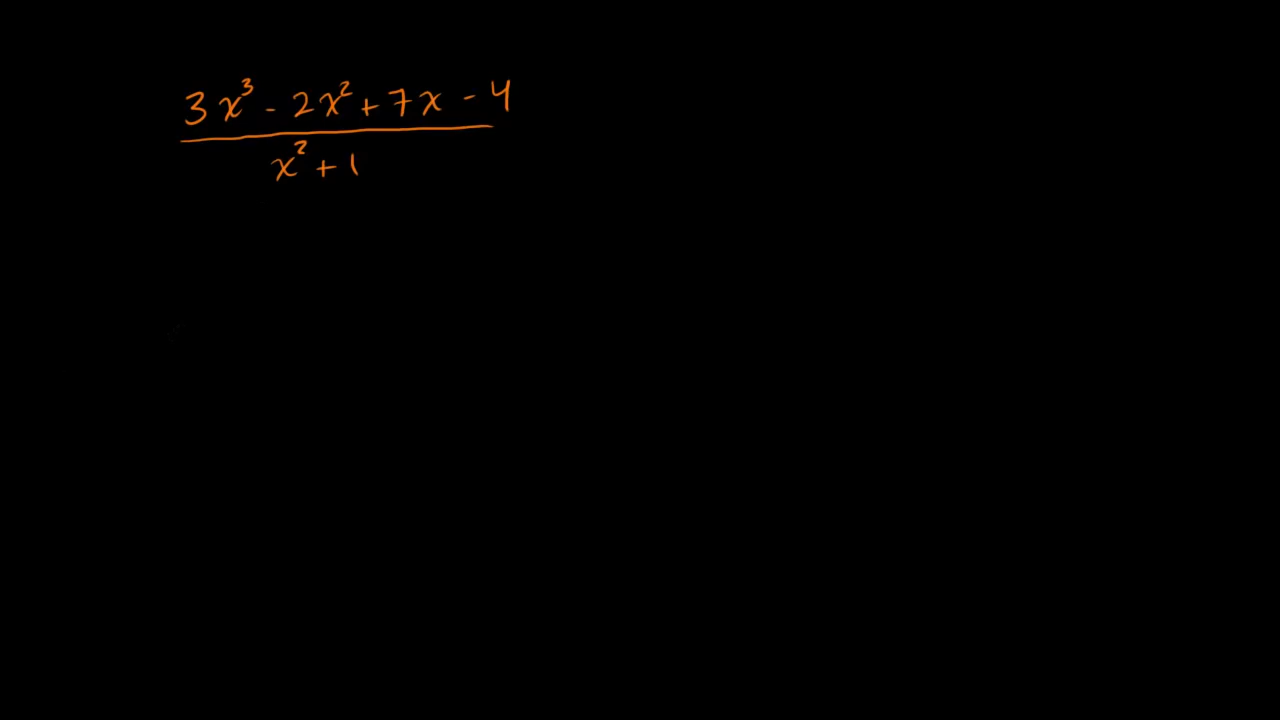 3x³ - 2x² + 7x - 4
x² + 1